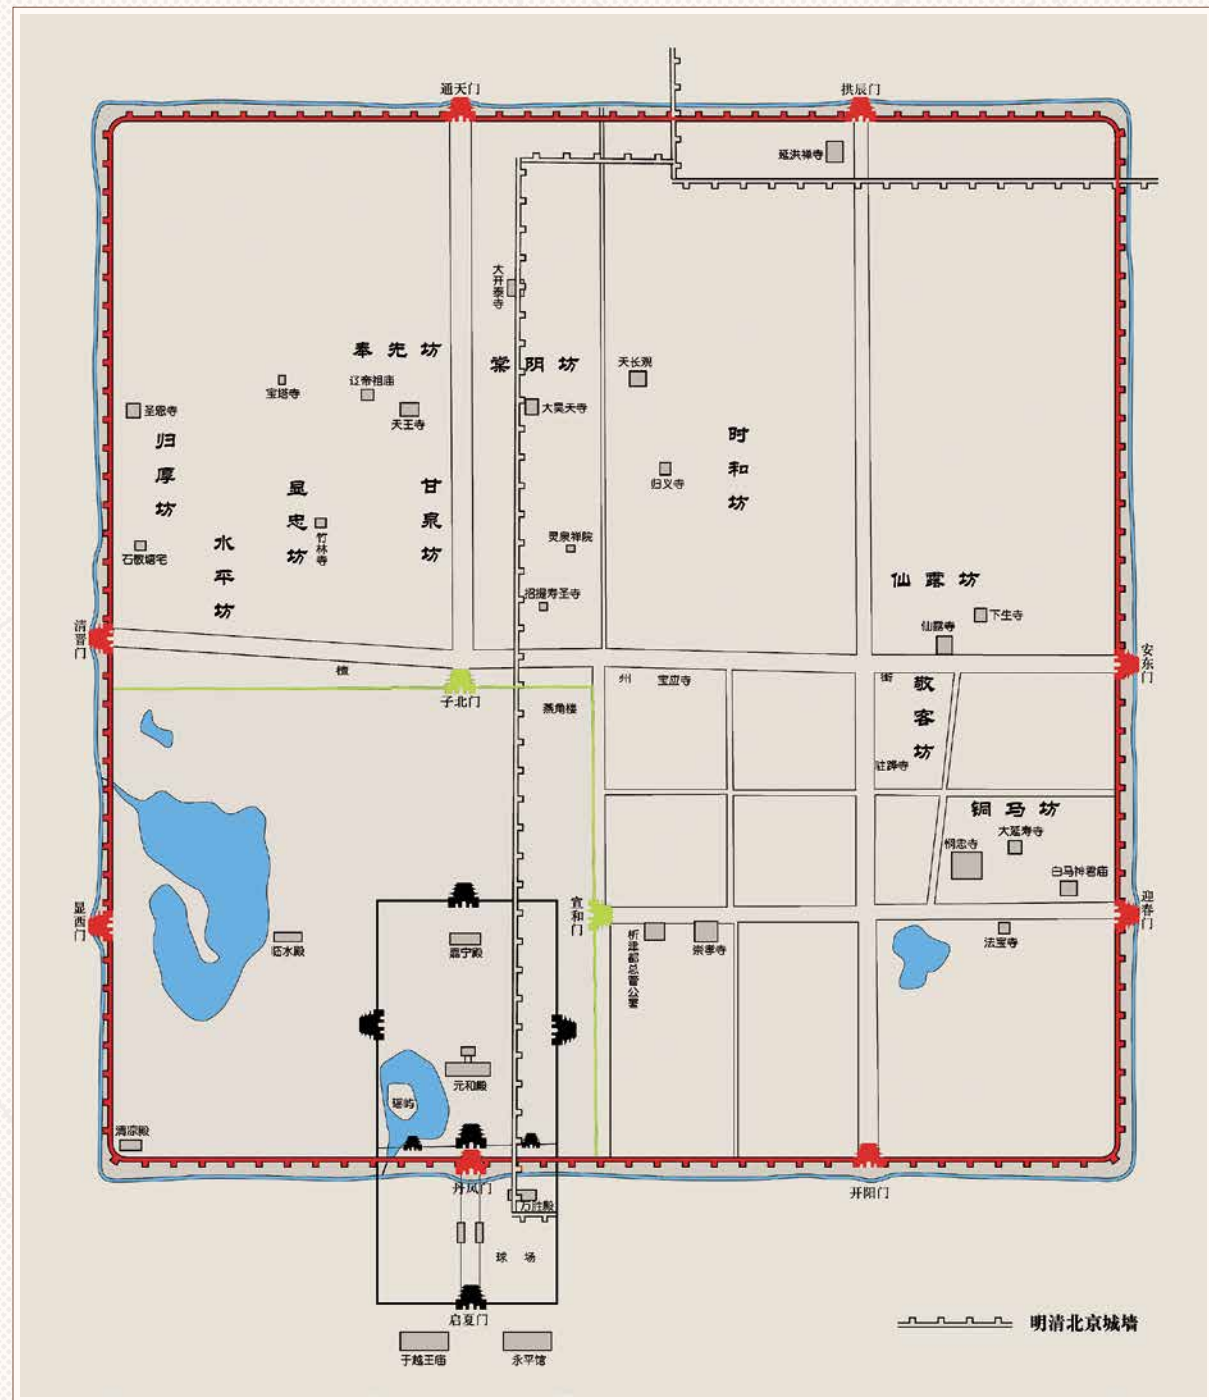 通天门
拱辰门
延洪禅寺
大开泰寺
奉先坊
棠阴坊
天长观
宝塔寺
辽帝祖庙
圣恩寺
天王寺
大昊天寺
归厚坊
时和坊
显忠坊
甘泉坊
归义寺
竹林寺
水平坊
灵泉禅院
石敬瑭宅
仙露坊
招提寿圣寺
下生寺
清晋门
仙露寺
安东门
檀
州
街
宝应寺
敬客坊
子北门
燕角楼
驻跸寺
铜马坊
大延寿寺
悯忠寺
白马神君庙
显西门
宣和门
迎春门
临水殿
嘉宁殿
析津都总管公署
崇孝寺
法宝寺
元和殿
瑶屿
清凉殿
丹凤门
开阳门
万胜殿
球场
启夏门
于越王庙
永平馆
明清北京城墙